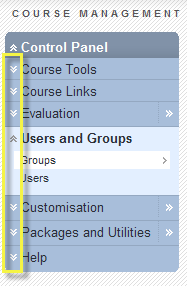 COURSE MANAGEMENT
Control Panel
Course Tools
Course Links
Evaluation
Users and Groups
Groups
Users
Customisation
Packages and Utilities
Help